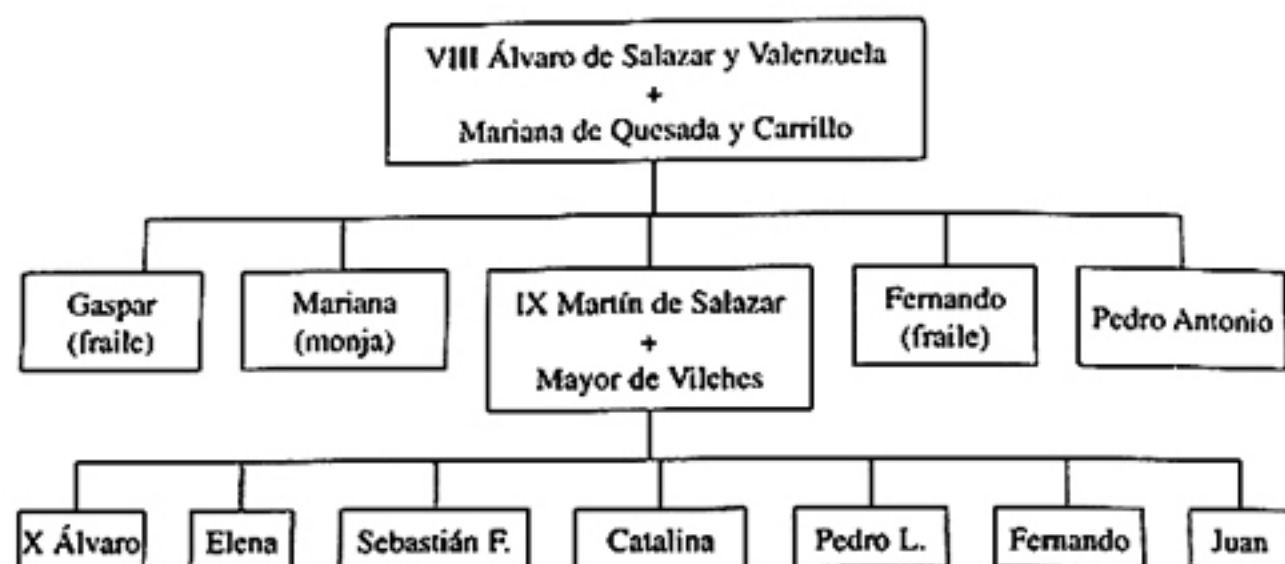 VIII Álvaro de Salazar y Valenzuela
+
Mariana de Quesada y Carrillo
Gaspar
(fraile)
Mariana
(monja)
IX Martín de Salazar
+
Mayor de Vilches
Fernando
(fraile)
Pedro Antonio
X Álvaro
Elena
Sebastián F.
Catalina
Pedro L.
Fernando
Juan